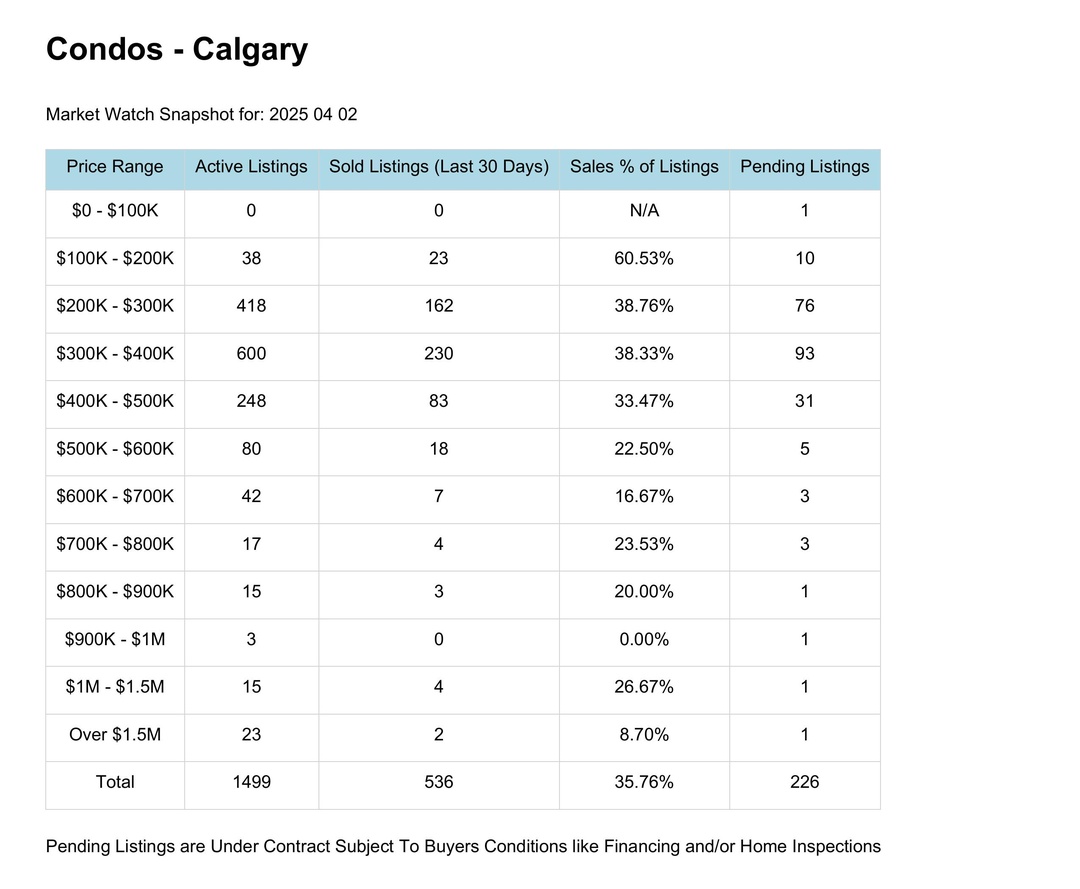 Condos - Calgary
Market Watch Snapshot for: 2025 04 02
Price Range Active Listings Sold Listings (Last 30 Days) Sales % of Listings Pending Listings
$0 - $100K 0 0 N/A 1
$100K - $200K 38 23 60.53% 10
$200K - $300K 418 162 38.76% 76
$300K - $400K 600 230 38.33% 93
$400K - $500K 248 83 33.47% 31
$500K - $600K 80 18 22.50% 5
$600K - $700K 42 7 16.67% 3
$700K - $800K 17 4 23.53% 3
$800K - $900K 15 3 20.00% 1
$900K - $1M 3 0 0.00% 1
$1M - $1.5M 15 4 26.67% 1
Over $1.5M 23 2 8.70% 1
Total 1499 536 35.76% 226
Pending Listings are Under Contract Subject To Buyers Conditions like Financing and/or Home Inspections